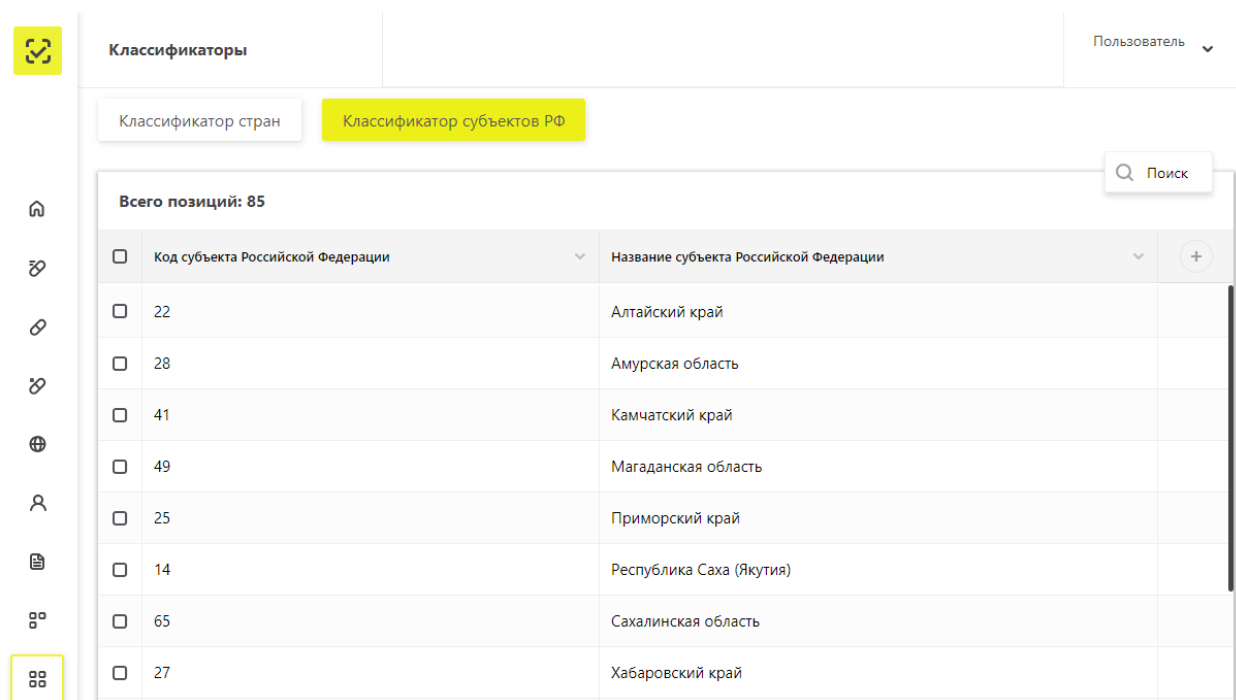 Классификаторы
Пользователь
Классификатор стран
Классификатор субъектов РФ
Поиск
Всего позиций: 85
Код субъекта Российской Федерации Название субъекта Российской Федерации
22 Алтайский край
28 Амурская область
41 Камчатский край
49 Магаданская область
25 Приморский край
14 Республика Саха (Якутия)
65 Сахалинская область
27 Хабаровский край